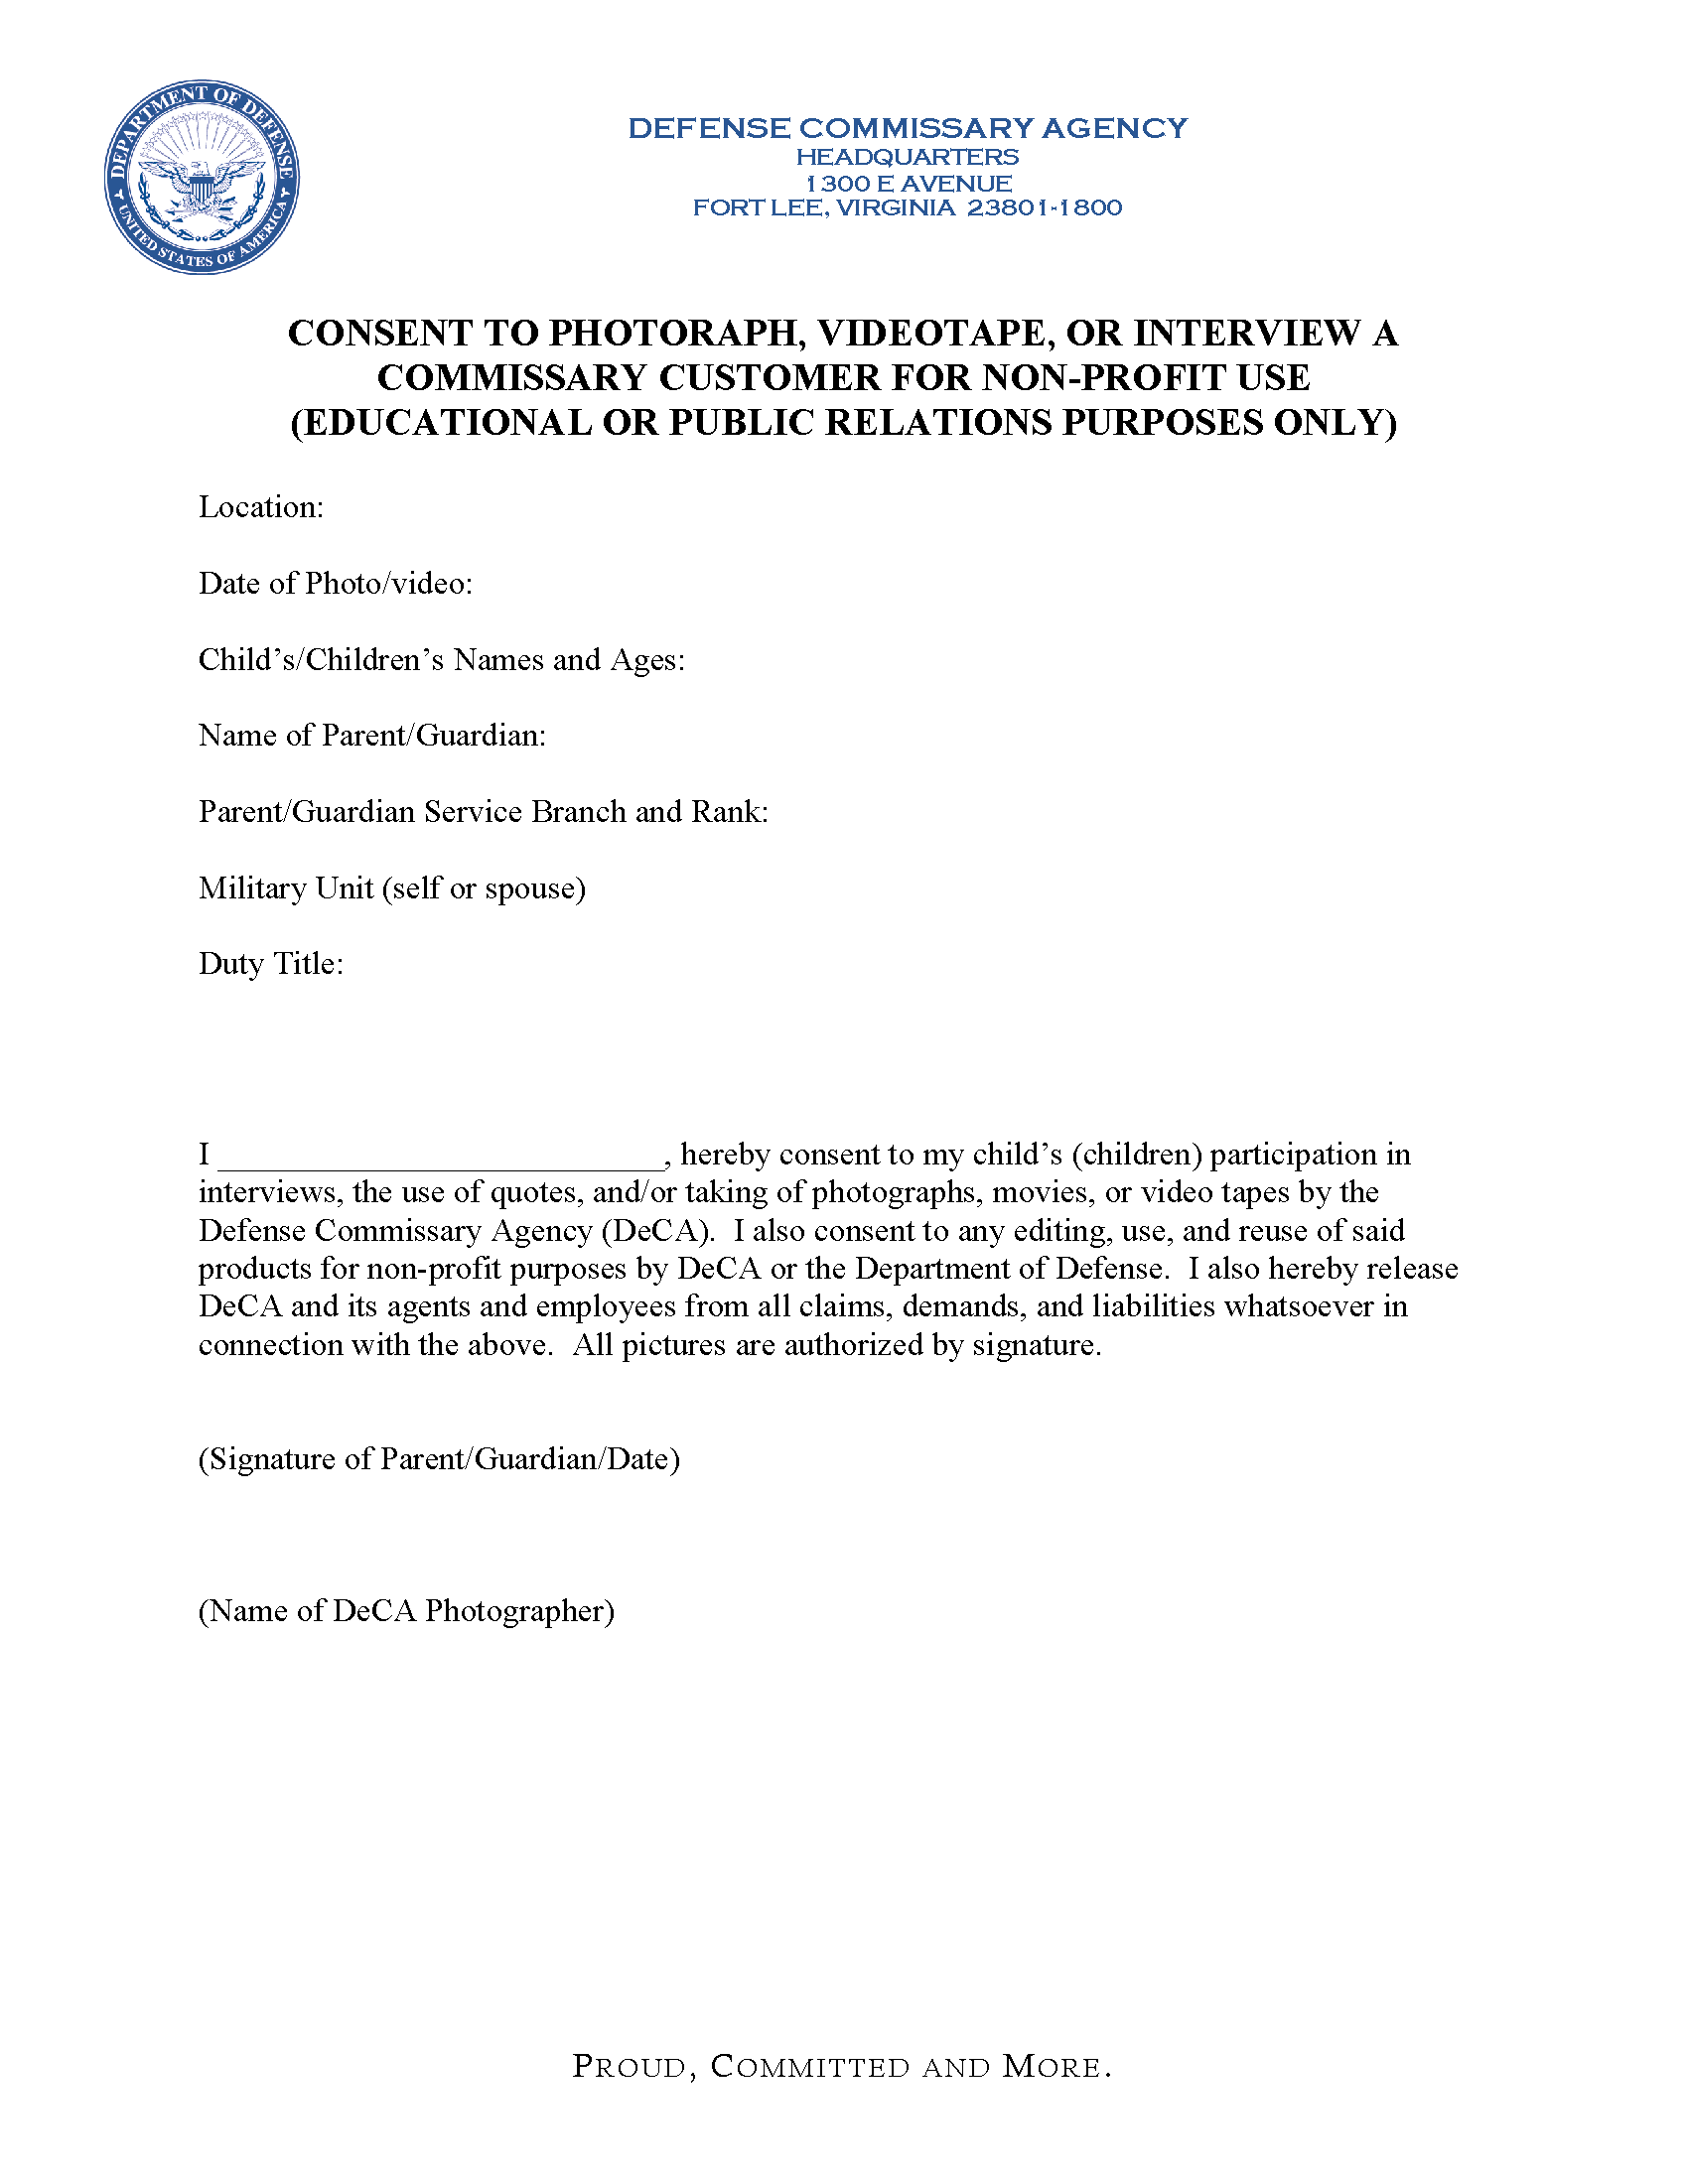 DEPARTMENT OF DEFENSE
UNITED STATES OF AMERICA
DEFENSE COMMISSARY AGENCY
HEADQUARTERS
1300 E AVENUE
FORT LEE, VIRGINIA  23801-1800
CONSENT TO PHOTORAPH, VIDEOTAPE, OR INTERVIEW A
COMMISSARY CUSTOMER FOR NON-PROFIT USE
(EDUCATIONAL OR PUBLIC RELATIONS PURPOSES ONLY)
Location:
Date of Photo/video:
Child’s/Children’s Names and Ages:
Name of Parent/Guardian:
Parent/Guardian Service Branch and Rank:
Military Unit (self or spouse)
Duty Title:
I ___________________________, hereby consent to my child’s (children) participation in
interviews, the use of quotes, and/or taking of photographs, movies, or video tapes by the
Defense Commissary Agency (DeCA).  I also consent to any editing, use, and reuse of said
products for non-profit purposes by DeCA or the Department of Defense.  I also hereby release
DeCA and its agents and employees from all claims, demands, and liabilities whatsoever in
connection with the above.  All pictures are authorized by signature.
(Signature of Parent/Guardian/Date)
(Name of DeCA Photographer)
PROUD, COMMITTED AND MORE.